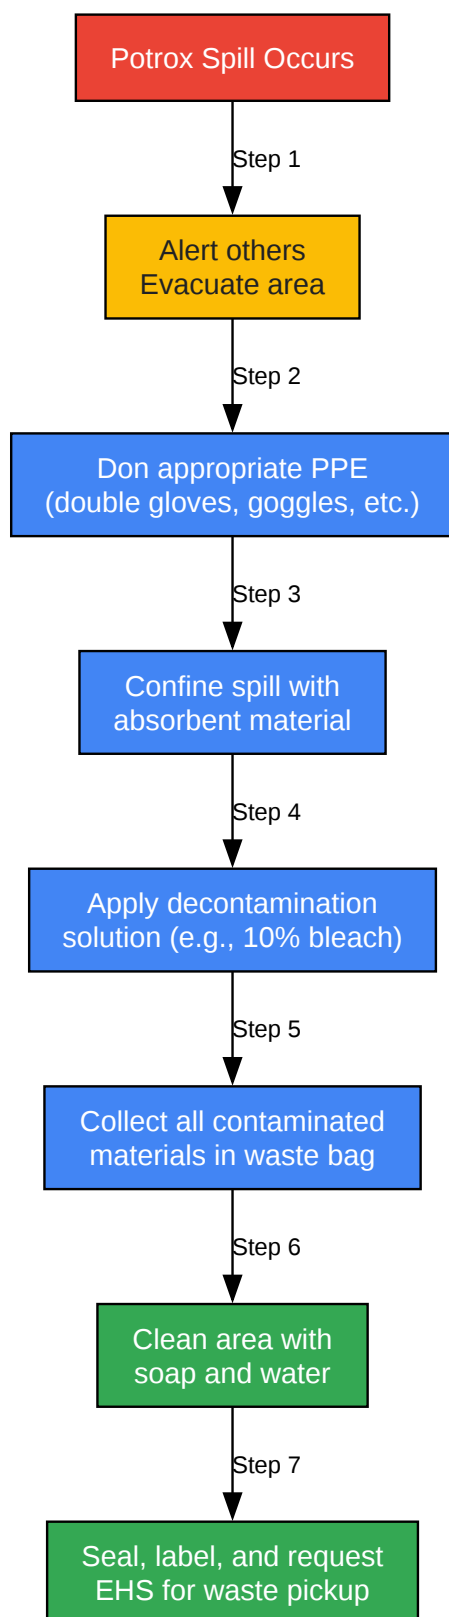 Potrox Spill Occurs
Step 1
Alert others
Evacuate area
Step 2
Don appropriate PPE
(double gloves, goggles, etc.)
Step 3
Confine spill with
absorbent material
Step 4
Apply decontamination
solution (e.g., 10% bleach)
Step 5
Collect all contaminated
materials in waste bag
Step 6
Clean area with
soap and water
Step 7
Seal, label, and request
EHS for waste pickup